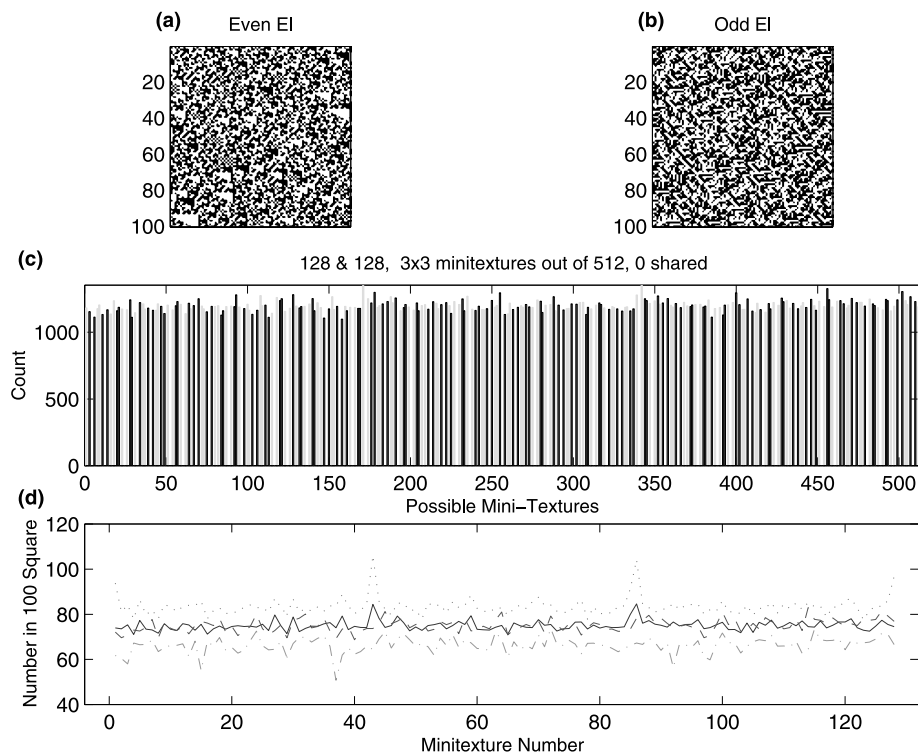 (a)
Even El
20
40
60
80
100
(b)
Odd El
20
40
60
80
100
(c)
128 & 128, 3x3 minitextures out of 512, 0 shared
Count
1000
500
0
0 50 100 150 200 250 300 350 400 450 500
Possible Mini-Textures
(d)
Number in 100 Square
120
100
80
60
40
0 20 40 60 80 100 120
Minitexture Number